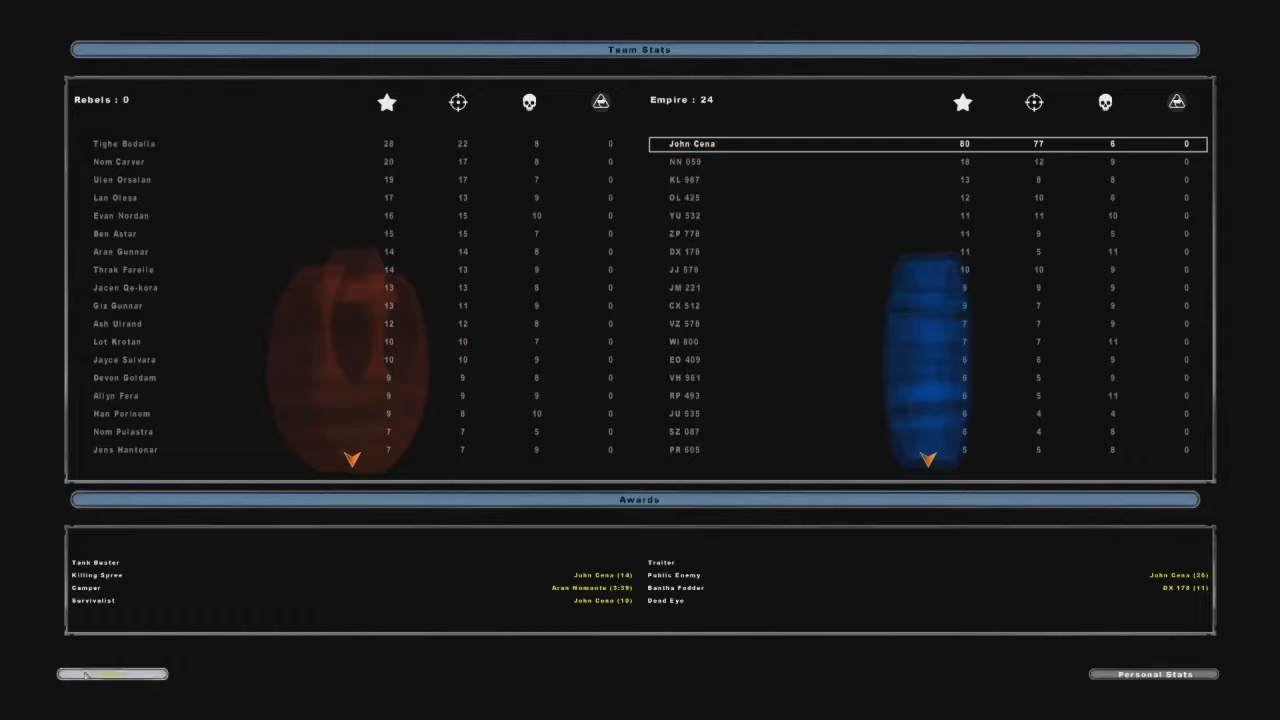 Team Stats
Rebels : 0
Empire : 24
Tighe Bodalla 28 22 8 0
Nom Carver 20 17 8 0
Ulen Orsalan 19 17 7 0
Lan Olesa 17 13 9 0
Evan Nordan 16 15 10 0
Ben Astar 15 15 7 0
Aran Gunnar 14 14 8 0
Thrak Farelle 14 13 9 0
Jacen Qe-kora 13 13 8 0
Giz Gunnar 13 11 9 0
Ash Ulrand 12 12 8 0
Lot Krotan 10 10 7 0
Jayce Sulvara 10 10 9 0
Devon Goldam 9 9 8 0
Allyn Fera 9 9 9 0
Han Porinom 9 8 10 0
Nom Pulastra 7 7 5 0
Jens Hantonar 7 7 9 0
John Cena 80 77 6 0
NN 059 18 12 9 0
KL 987 13 8 8 0
OL 425 12 10 6 0
YU 532 11 11 10 0
ZP 778 11 9 5 0
DX 178 11 5 11 0
JJ 579 10 10 9 0
JM 221 9 9 9 0
CX 512 9 7 9 0
VZ 578 7 7 9 0
WI 800 7 7 11 0
EO 409 6 6 9 0
VH 961 6 5 9 0
RP 493 6 5 11 0
JU 535 6 4 4 0
SZ 087 6 4 8 0
PR 605 5 5 8 0
Awards
Tank Buster
Killing Spree John Cena (14)
Camper Aran Nomante (3:39)
Survivalist John Cena (10)
Traitor
Public Enemy John Cena (26)
Bantha Fodder DX 178 (11)
Dead Eye
Personal Stats